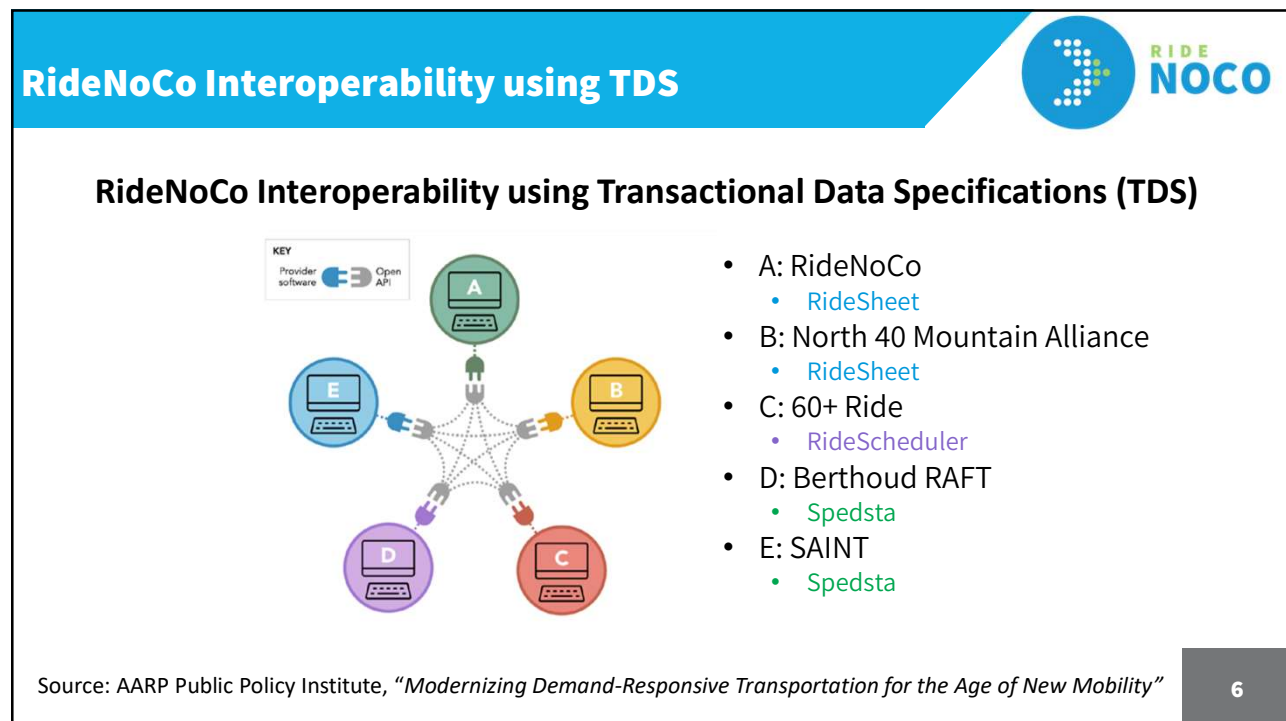 RideNoCo Interoperability using TDS
RIDE
NOCO
RideNoCo Interoperability using Transactional Data Specifications (TDS)
KEY
Provider software
Open API
A
B
C
D
E
• A: RideNoCo
• RideSheet
• B: North 40 Mountain Alliance
• RideSheet
• C: 60+ Ride
• RideScheduler
• D: Berthoud RAFT
• Spedsta
• E: SAINT
• Spedsta
Source: AARP Public Policy Institute, “Modernizing Demand-Responsive Transportation for the Age of New Mobility”
6